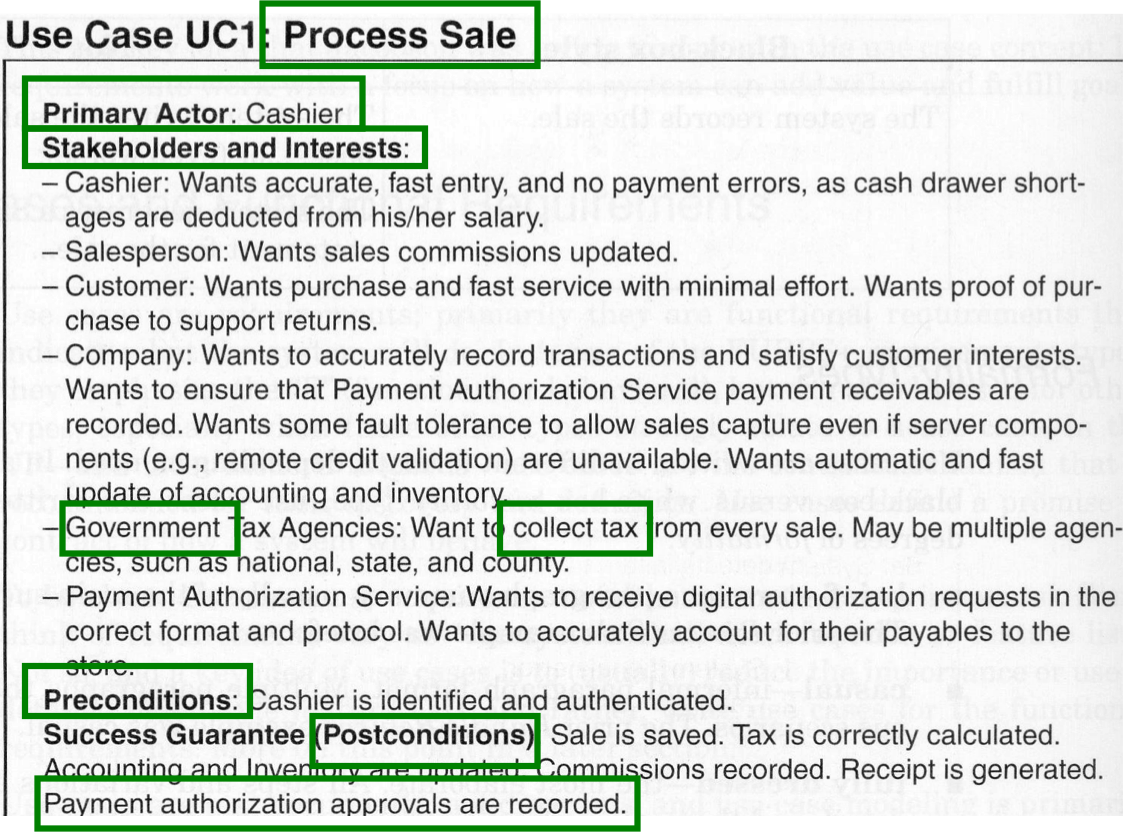 Use Case UC1: Process Sale
Primary Actor: Cashier
Stakeholders and Interests:
– Cashier: Wants accurate, fast entry, and no payment errors, as cash drawer short-
ages are deducted from his/her salary.
– Salesperson: Wants sales commissions updated.
– Customer: Wants purchase and fast service with minimal effort. Wants proof of pur-
chase to support returns.
– Company: Wants to accurately record transactions and satisfy customer interests.
Wants to ensure that Payment Authorization Service payment receivables are
recorded. Wants some fault tolerance to allow sales capture even if server compo-
nents (e.g., remote credit validation) are unavailable. Wants automatic and fast
update of accounting and inventory.
– Government Tax Agencies: Want to collect tax from every sale. May be multiple agen-
cies, such as national, state, and county.
– Payment Authorization Service: Wants to receive digital authorization requests in the
correct format and protocol. Wants to accurately account for their payables to the
store.
Preconditions: Cashier is identified and authenticated.
Success Guarantee (Postconditions): Sale is saved. Tax is correctly calculated.
Accounting and Inventory are updated. Commissions recorded. Receipt is generated.
Payment authorization approvals are recorded.